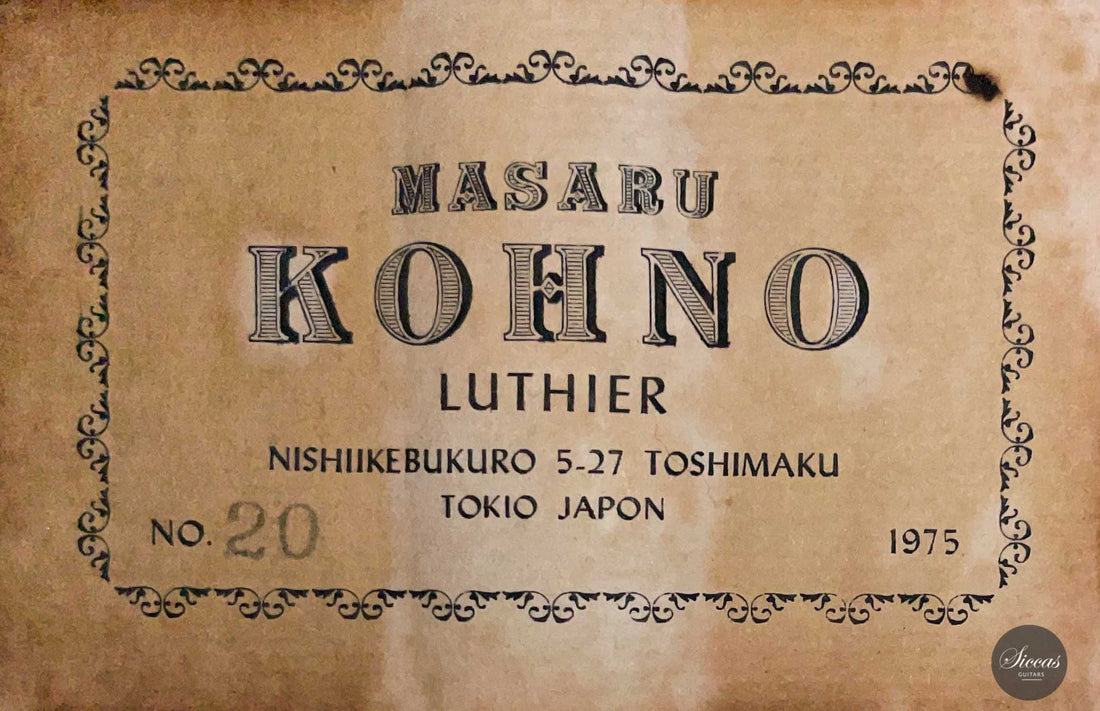 MASARU
KOHNO
LUTHIER
NISHIIKEBUKURO 5-27 TOSHIMAKU
TOKIO JAPON
NO. 20
1975
Siccas
GUITARS